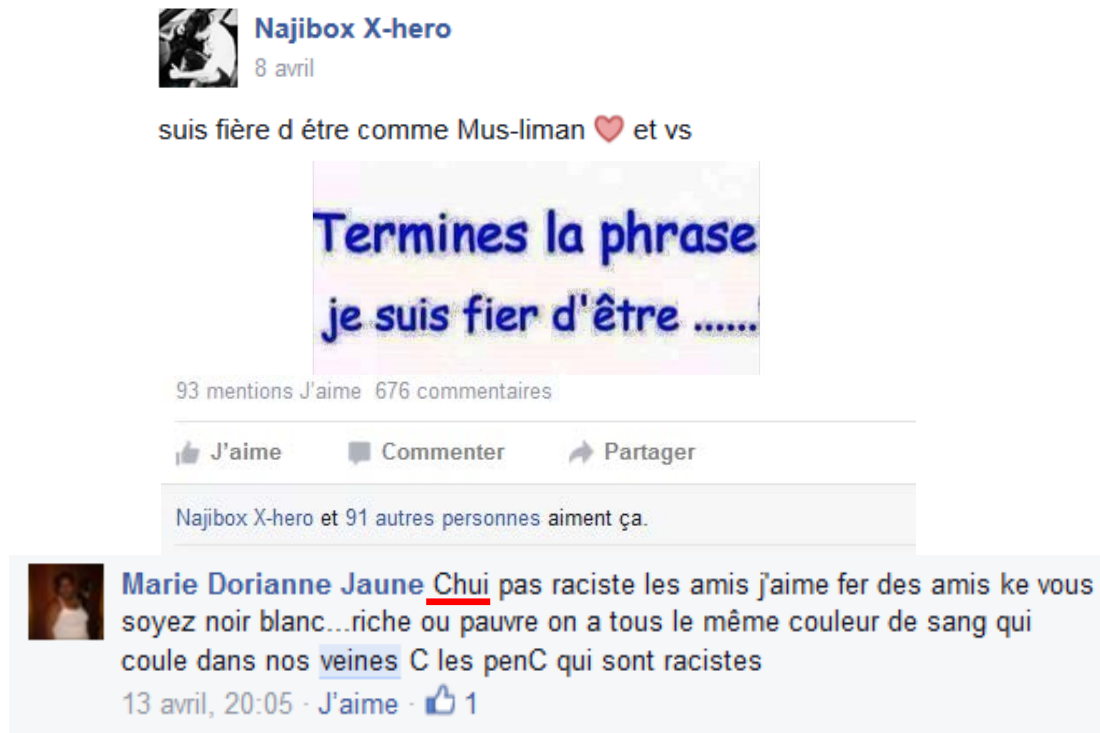 Najibox X-hero
8 avril
suis fière d étre comme Mus-liman et vs
Termines la phrase
je suis fier d'être ......
93 mentions J'aime 676 commentaires
J'aime Commenter Partager
Najibox X-hero et 91 autres personnes aiment ça.
Marie Dorianne Jaune Chui pas raciste les amis j'aime fer des amis ke vous
soyez noir blanc...riche ou pauvre on a tous le même couleur de sang qui
coule dans nos veines C les penC qui sont racistes
13 avril, 20:05 · J'aime · 1